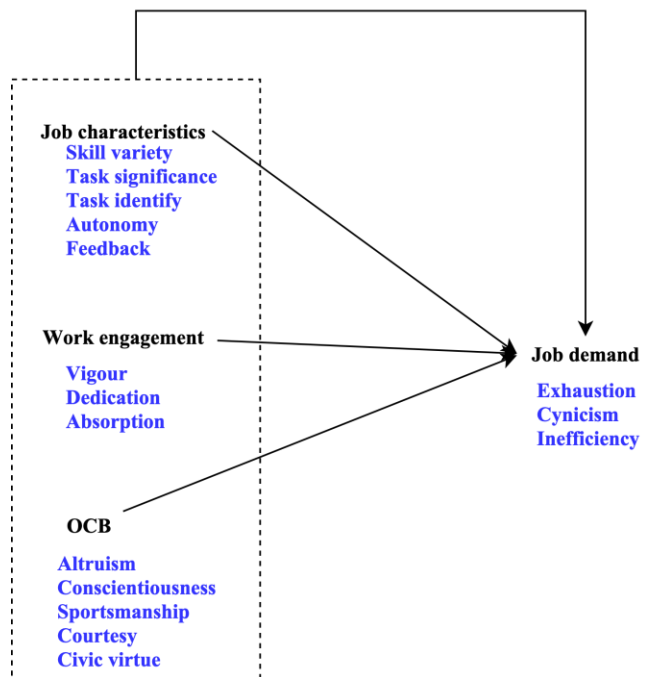 Job characteristics
Skill variety
Task significance
Task identify
Autonomy
Feedback
Work engagement
Vigour
Dedication
Absorption
OCB
Altruism
Conscientiousness
Sportsmanship
Courtesy
Civic virtue
Job demand
Exhaustion
Cynicism
Inefficiency